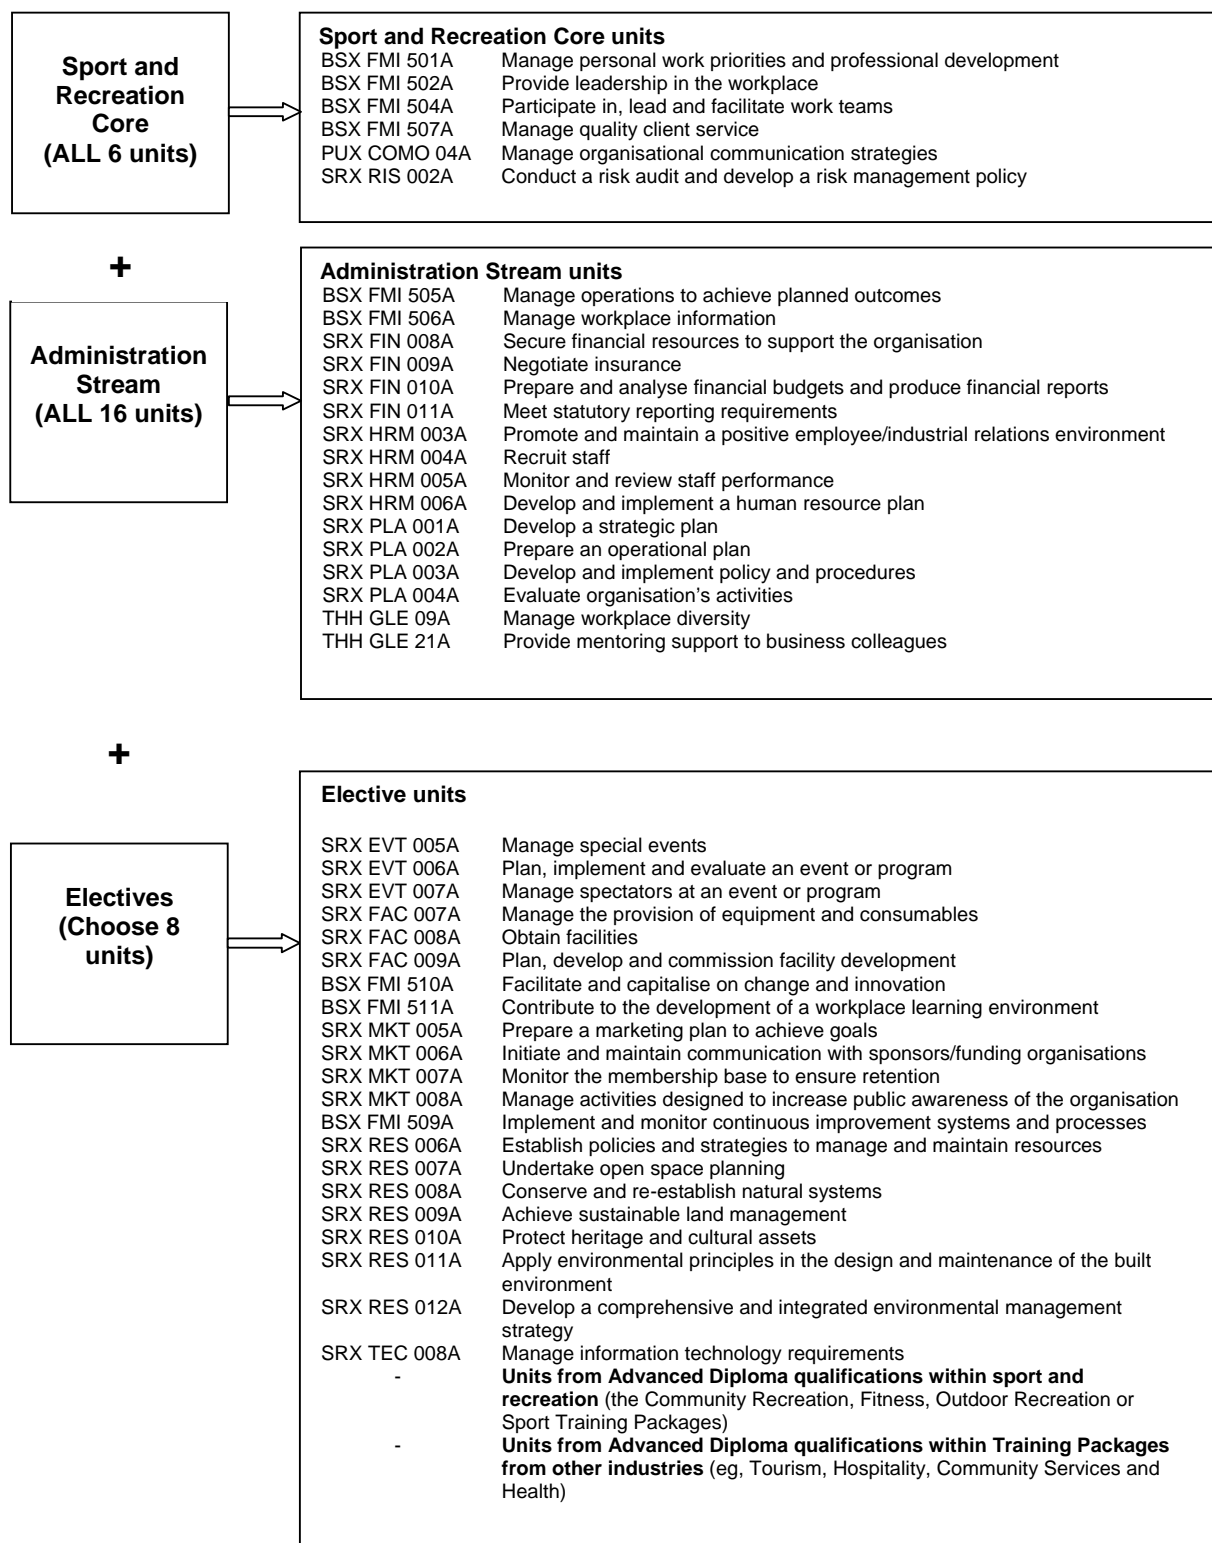 Sport and
Recreation
Core
(ALL 6 units)
Sport and Recreation Core units
BSX FMI 501A Manage personal work priorities and professional development
BSX FMI 502A Provide leadership in the workplace
BSX FMI 504A Participate in, lead and facilitate work teams
BSX FMI 507A Manage quality client service
PUX COMO 04A Manage organisational communication strategies
SRX RIS 002A Conduct a risk audit and develop a risk management policy
+
Administration
Stream
(ALL 16 units)
Administration Stream units
BSX FMI 505A Manage operations to achieve planned outcomes
BSX FMI 506A Manage workplace information
SRX FIN 008A Secure financial resources to support the organisation
SRX FIN 009A Negotiate insurance
SRX FIN 010A Prepare and analyse financial budgets and produce financial reports
SRX FIN 011A Meet statutory reporting requirements
SRX HRM 003A Promote and maintain a positive employee/industrial relations environment
SRX HRM 004A Recruit staff
SRX HRM 005A Monitor and review staff performance
SRX HRM 006A Develop and implement a human resource plan
SRX PLA 001A Develop a strategic plan
SRX PLA 002A Prepare an operational plan
SRX PLA 003A Develop and implement policy and procedures
SRX PLA 004A Evaluate organisation's activities
THH GLE 09A Manage workplace diversity
THH GLE 21A Provide mentoring support to business colleagues
+
Electives
(Choose 8
units)
Elective units
SRX EVT 005A Manage special events
SRX EVT 006A Plan, implement and evaluate an event or program
SRX EVT 007A Manage spectators at an event or program
SRX FAC 007A Manage the provision of equipment and consumables
SRX FAC 008A Obtain facilities
SRX FAC 009A Plan, develop and commission facility development
BSX FMI 510A Facilitate and capitalise on change and innovation
BSX FMI 511A Contribute to the development of a workplace learning environment
SRX MKT 005A Prepare a marketing plan to achieve goals
SRX MKT 006A Initiate and maintain communication with sponsors/funding organisations
SRX MKT 007A Monitor the membership base to ensure retention
SRX MKT 008A Manage activities designed to increase public awareness of the organisation
BSX FMI 509A Implement and monitor continuous improvement systems and processes
SRX RES 006A Establish policies and strategies to manage and maintain resources
SRX RES 007A Undertake open space planning
SRX RES 008A Conserve and re-establish natural systems
SRX RES 009A Achieve sustainable land management
SRX RES 010A Protect heritage and cultural assets
SRX RES 011A Apply environmental principles in the design and maintenance of the built
environment
SRX RES 012A Develop a comprehensive and integrated environmental management
strategy
SRX TEC 008A Manage information technology requirements
- Units from Advanced Diploma qualifications within sport and
recreation (the Community Recreation, Fitness, Outdoor Recreation or
Sport Training Packages)
- Units from Advanced Diploma qualifications within Training Packages
from other industries (eg, Tourism, Hospitality, Community Services and
Health)